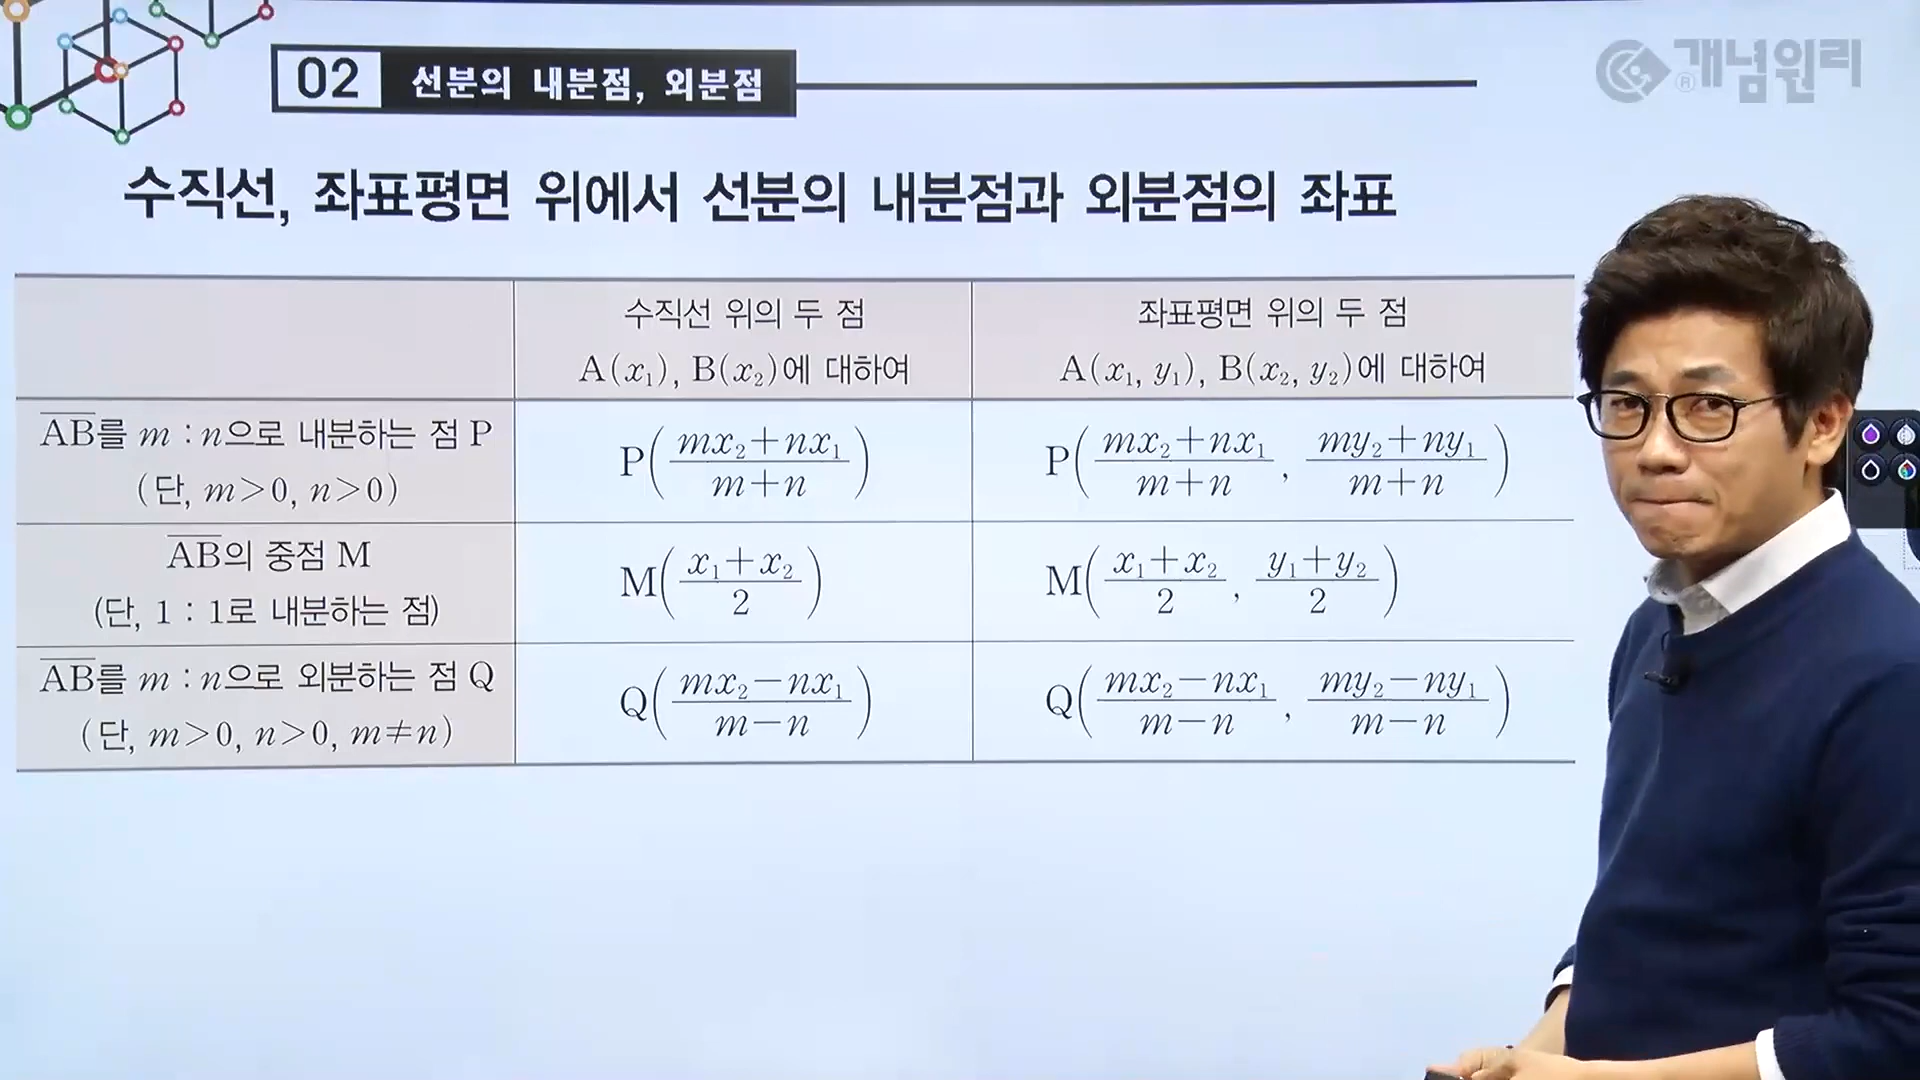 02 선분의 내분점, 외분점
®개념원리
수직선, 좌표평면 위에서 선분의 내분점과 외분점의 좌표
수직선 위의 두 점
A(x₁), B(x₂)에 대하여
좌표평면 위의 두 점
A(x₁, y₁), B(x₂, y₂)에 대하여
A̅B̅를 m : n으로 내분하는 점 P
(단, m>0, n>0)
P((mx₂+nx₁)/(m+n))
P((mx₂+nx₁)/(m+n), (my₂+ny₁)/(m+n))
A̅B̅의 중점 M
(단, 1 : 1로 내분하는 점)
M((x₁+x₂)/2)
M((x₁+x₂)/2, (y₁+y₂)/2)
A̅B̅를 m : n으로 외분하는 점 Q
(단, m>0, n>0, m≠n)
Q((mx₂−nx₁)/(m−n))
Q((mx₂−nx₁)/(m−n), (my₂−ny₁)/(m−n))